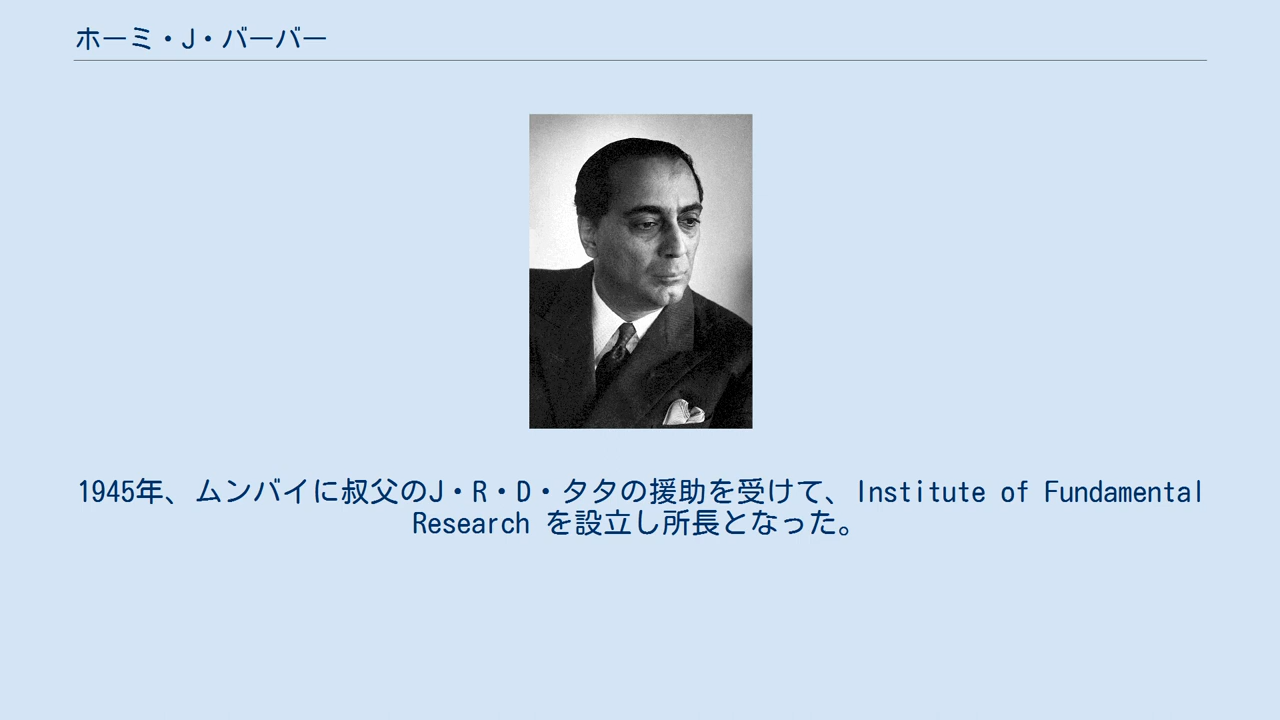 ホーミ・J・バーバー
1945年、ムンバイに叔父のJ・R・D・タタの援助を受けて、Institute of Fundamental
Research を設立し所長となった。